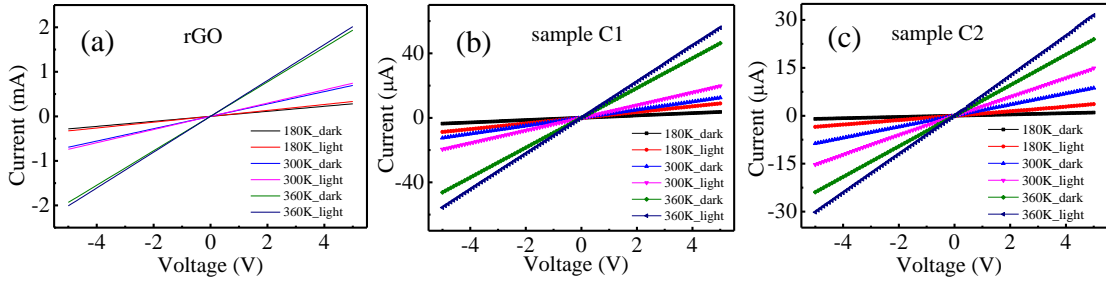 (a)
rGO
Current (mA)
2
1
0
-1
-2
180K_dark
180K_light
300K_dark
300K_light
360K_dark
360K_light
-4 -2 0 2 4
Voltage (V)
(b)
sample C1
Current (μA)
40
0
-40
180K_dark
180K_light
300K_dark
300K_light
360K_dark
360K_light
-4 -2 0 2 4
Voltage (V)
(c)
sample C2
Current (μA)
30
15
0
-15
-30
180K_dark
180K_light
300K_dark
300K_light
360K_dark
360K_light
-4 -2 0 2 4
Voltage (V)